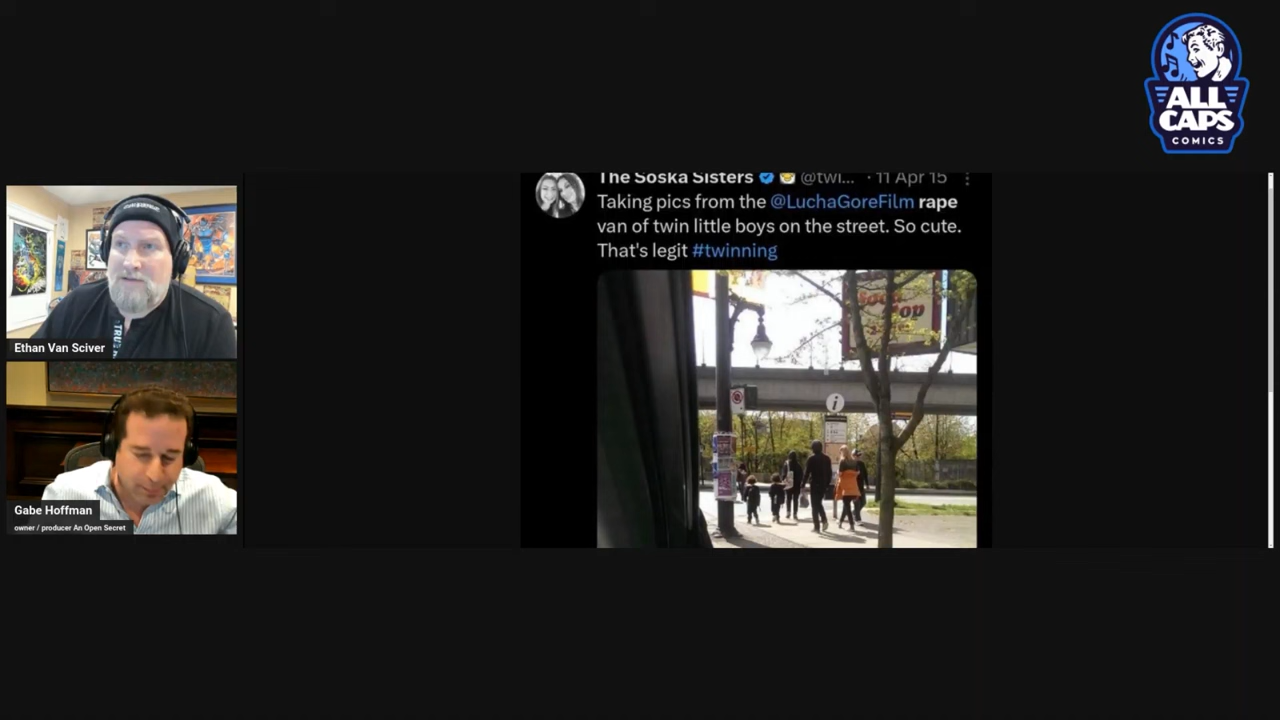 ALL
CAPS
COMICS
The Soska Sisters @twi... · 11 Apr 15
Taking pics from the @LuchaGoreFilm rape
van of twin little boys on the street. So cute.
That's legit #twinning
i
Ethan Van Sciver
Gabe Hoffman
owner / producer An Open Secret